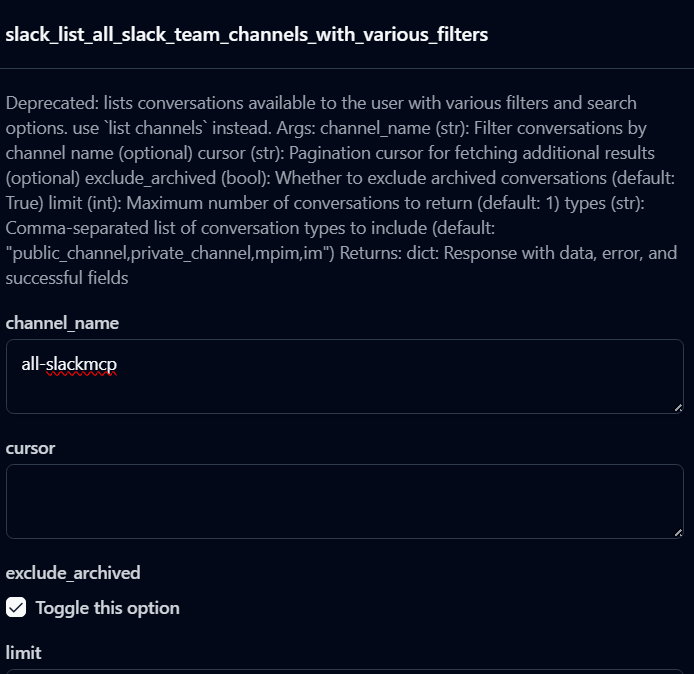 slack_list_all_slack_team_channels_with_various_filters
Deprecated: lists conversations available to the user with various filters and search
options. use `list channels` instead. Args: channel_name (str): Filter conversations by
channel name (optional) cursor (str): Pagination cursor for fetching additional results
(optional) exclude_archived (bool): Whether to exclude archived conversations (default:
True) limit (int): Maximum number of conversations to return (default: 1) types (str):
Comma-separated list of conversation types to include (default:
"public_channel,private_channel,mpim,im") Returns: dict: Response with data, error, and
successful fields
channel_name
all-slackmcp
cursor
exclude_archived
Toggle this option
limit